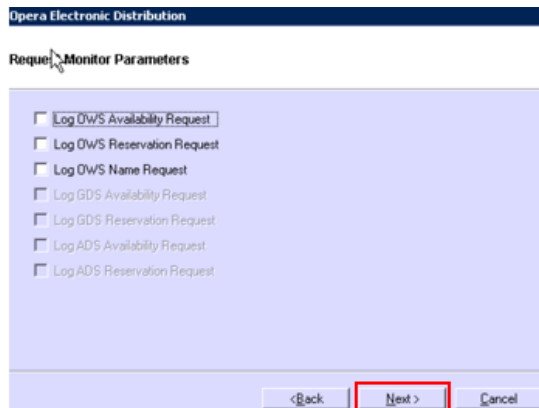 Opera Electronic Distribution
Reque Monitor Parameters
Log OWS Availability Request
Log OWS Reservation Request
Log OWS Name Request
Log GDS Availability Request
Log GDS Reservation Request
Log ADS Availability Request
Log ADS Reservation Request
<Back Next > Cancel